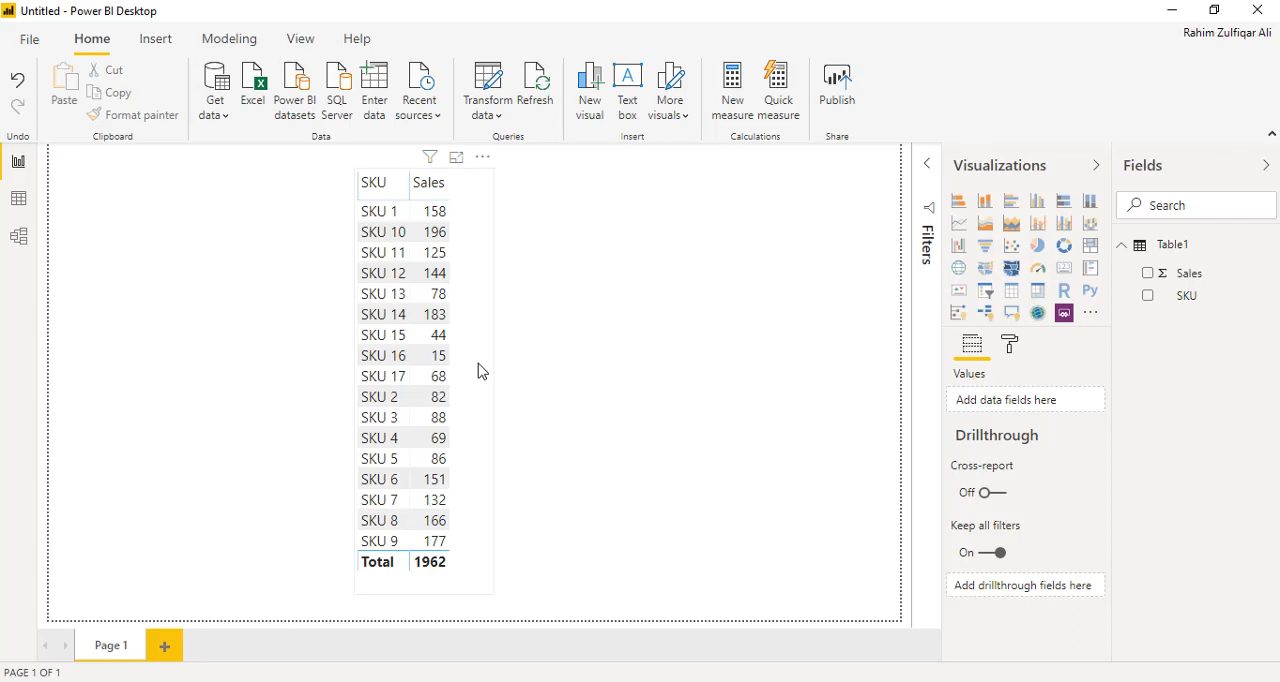 Untitled - Power BI Desktop
File Home Insert Modeling View Help
Rahim Zulfiqar Ali
Undo
Paste
Cut
Copy
Format painter
Clipboard
Get data
Excel
Power BI datasets
SQL Server
Enter data
Recent sources
Data
Transform data
Refresh
Queries
New visual
Text box
More visuals
Insert
New measure
Quick measure
Calculations
Publish
Share
SKU Sales
SKU 1 158
SKU 10 196
SKU 11 125
SKU 12 144
SKU 13 78
SKU 14 183
SKU 15 44
SKU 16 15
SKU 17 68
SKU 2 82
SKU 3 88
SKU 4 69
SKU 5 86
SKU 6 151
SKU 7 132
SKU 8 166
SKU 9 177
Total 1962
Filters
Visualizations
R Py
Values
Add data fields here
Drillthrough
Cross-report
Off
Keep all filters
On
Add drillthrough fields here
Fields
Search
Table1
Σ Sales
SKU
Page 1
PAGE 1 OF 1